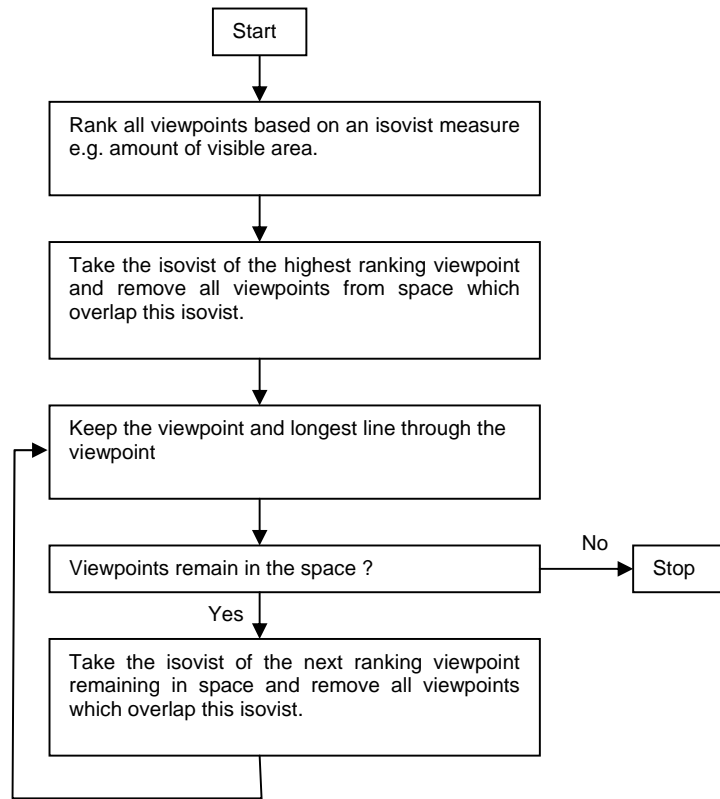 Start
Rank all viewpoints based on an isovist measure
e.g. amount of visible area.
Take the isovist of the highest ranking viewpoint
and remove all viewpoints from space which
overlap this isovist.
Keep the viewpoint and longest line through the
viewpoint
Viewpoints remain in the space ?
No
Stop
Yes
Take the isovist of the next ranking viewpoint
remaining in space and remove all viewpoints
which overlap this isovist.